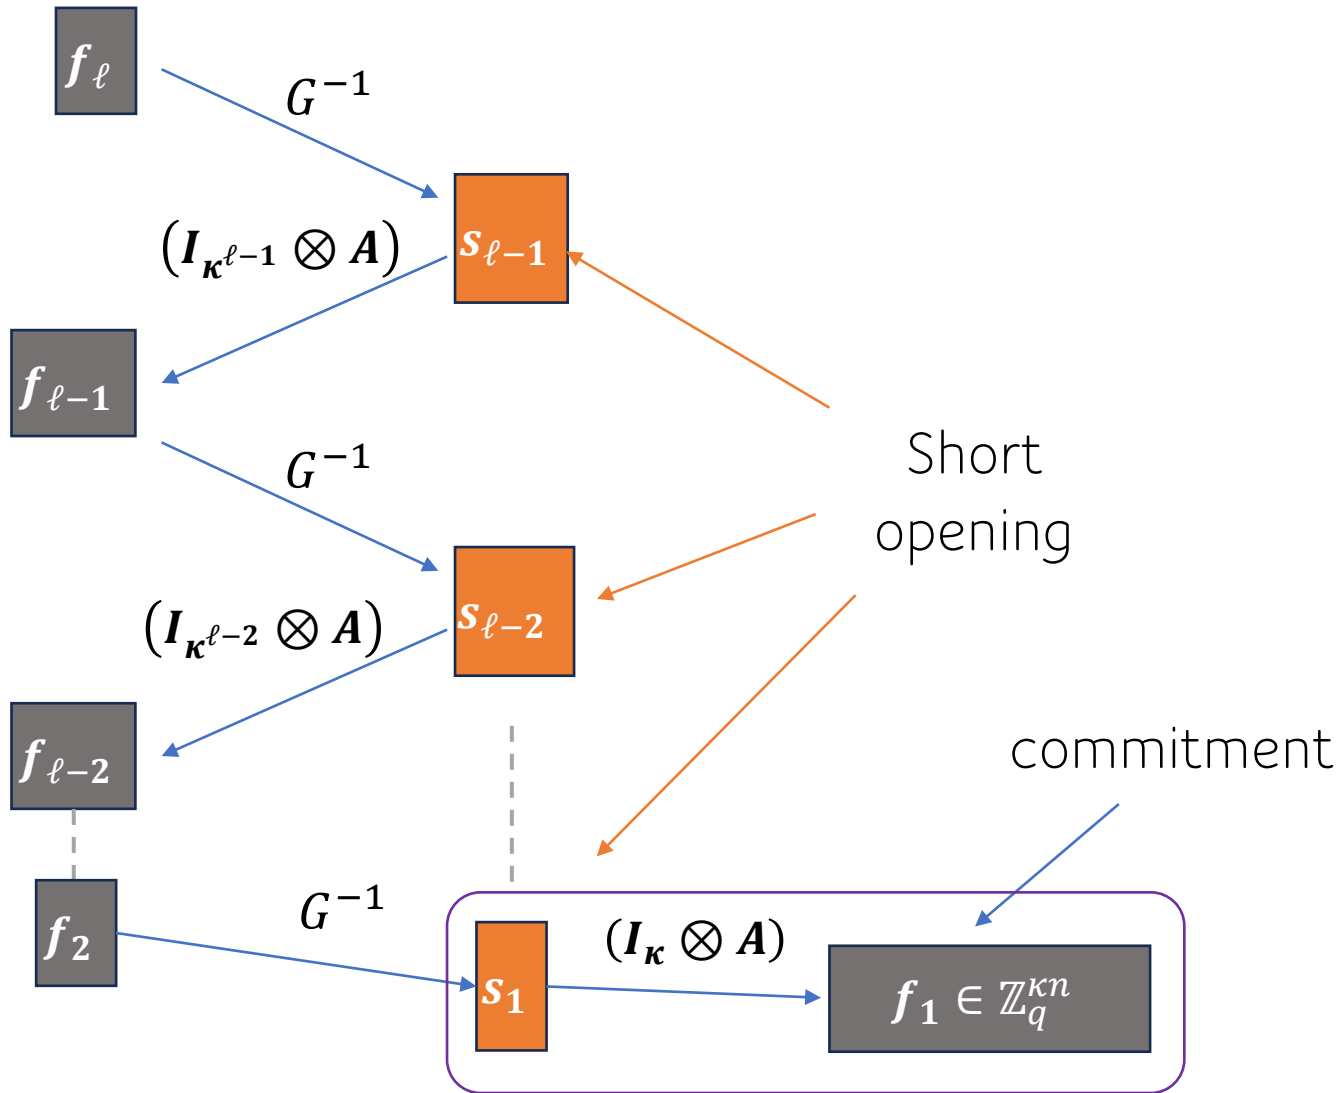 𝒇_ℓ
G⁻¹
(I_{κ^{ℓ−1}} ⊗ A)
s_{ℓ−1}
f_{ℓ−1}
G⁻¹
Short
opening
(I_{κ^{ℓ−2}} ⊗ A)
s_{ℓ−2}
f_{ℓ−2}
commitment
f_2
G⁻¹
s_1
(I_κ ⊗ A)
f_1 ∈ ℤ_q^{κn}